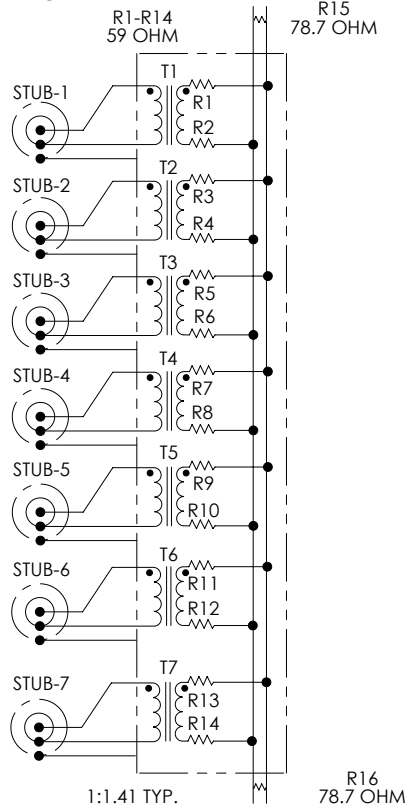 R1-R14
59 OHM
R15
78.7 OHM
STUB-1
T1
R1
R2
STUB-2
T2
R3
R4
STUB-3
T3
R5
R6
STUB-4
T4
R7
R8
STUB-5
T5
R9
R10
STUB-6
T6
R11
R12
STUB-7
T7
R13
R14
1:1.41 TYP.
R16
78.7 OHM